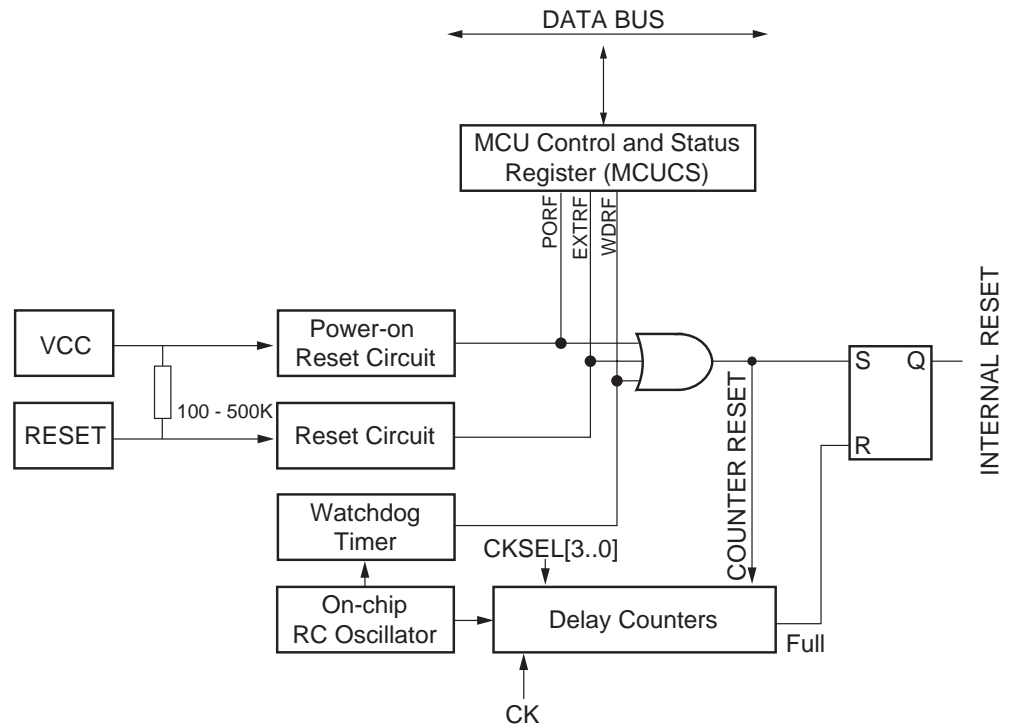 DATA BUS
MCU Control and Status
Register (MCUCS)
PORF
EXTRF
WDRF
VCC
Power-on
Reset Circuit
100 - 500K
RESET
Reset Circuit
Watchdog
Timer
On-chip
RC Oscillator
CKSEL[3..0]
Delay Counters
CK
COUNTER RESET
Full
S
Q
R
INTERNAL RESET